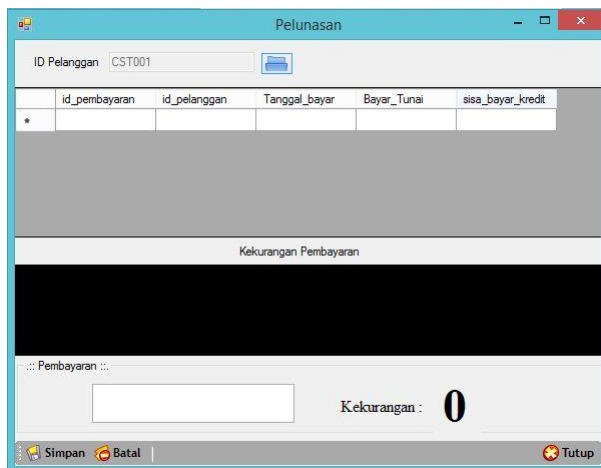 Pelunasan
ID Pelanggan CST001
id_pembayaran id_pelanggan Tanggal_bayar Bayar_Tunai sisa_bayar_kredit
*
Kekurangan Pembayaran
.:: Pembayaran ::.
Kekurangan : 0
Simpan Batal Tutup